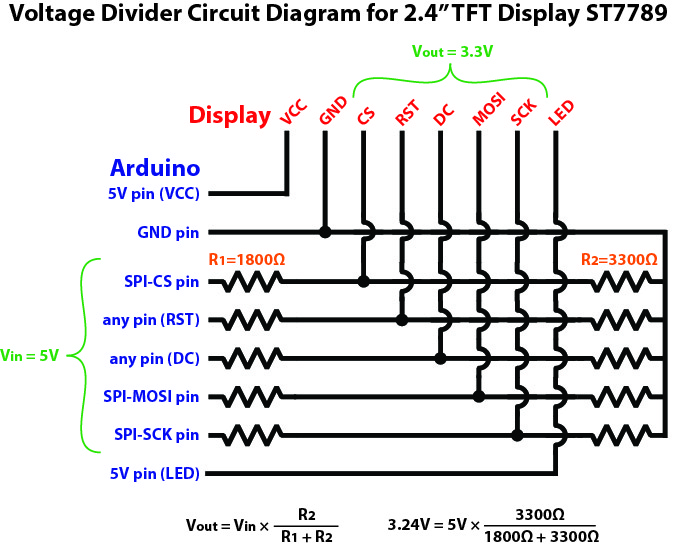 Voltage Divider Circuit Diagram for 2.4” TFT Display ST7789
Vout = 3.3V
Display VCC GND CS RST DC MOSI SCK LED
Arduino
5V pin (VCC)
GND pin
R1=1800Ω R2=3300Ω
SPI-CS pin
any pin (RST)
Vin = 5V
any pin (DC)
SPI-MOSI pin
SPI-SCK pin
5V pin (LED)
Vout = Vin × R2 / R1 + R2
3.24V = 5V × 3300Ω / 1800Ω + 3300Ω